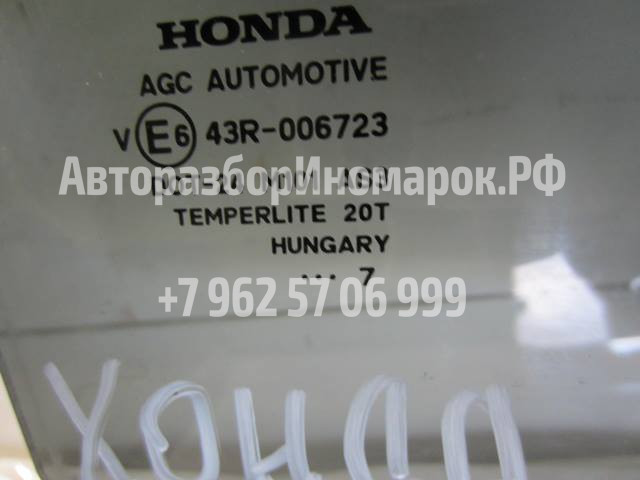 HONDA
AGC AUTOMOTIVE
V E6 43R-006723
АвторазборИномарок.РФ
TEMPERLITE 20T
HUNGARY
... 7
+7 962 57 06 999
ХОНДА